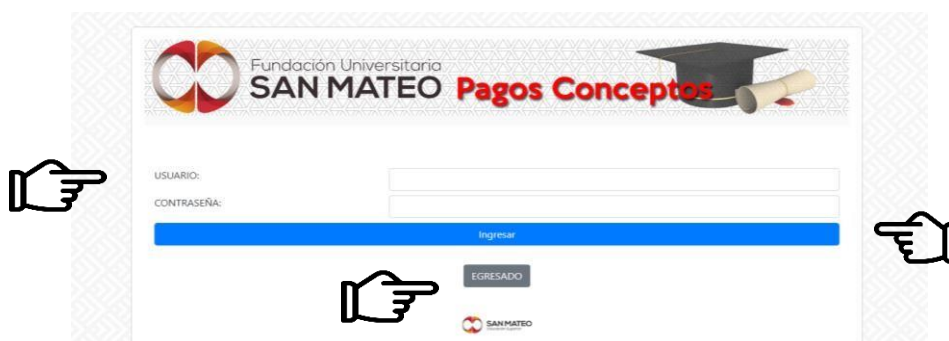 Fundación Universitaria
SAN MATEO Pagos Conceptos
USUARIO:
CONTRASEÑA:
Ingresar
EGRESADO
SAN MATEO